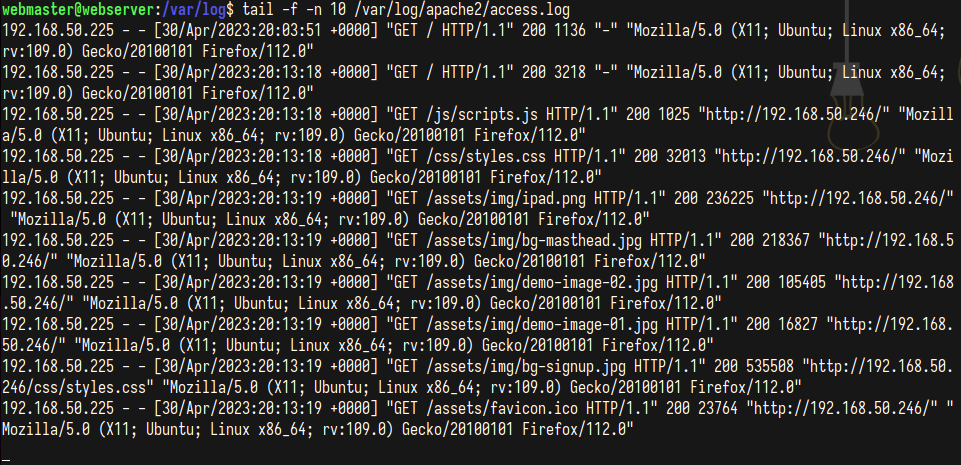 webmaster@webserver:/var/log$ tail -f -n 10 /var/log/apache2/access.log
192.168.50.225 - - [30/Apr/2023:20:03:51 +0000] "GET / HTTP/1.1" 200 1136 "-" "Mozilla/5.0 (X11; Ubuntu; Linux x86_64;
rv:109.0) Gecko/20100101 Firefox/112.0"
192.168.50.225 - - [30/Apr/2023:20:13:18 +0000] "GET / HTTP/1.1" 200 3218 "-" "Mozilla/5.0 (X11; Ubuntu; Linux x86_64;
rv:109.0) Gecko/20100101 Firefox/112.0"
192.168.50.225 - - [30/Apr/2023:20:13:18 +0000] "GET /js/scripts.js HTTP/1.1" 200 1025 "http://192.168.50.246/" "Mozill
a/5.0 (X11; Ubuntu; Linux x86_64; rv:109.0) Gecko/20100101 Firefox/112.0"
192.168.50.225 - - [30/Apr/2023:20:13:18 +0000] "GET /css/styles.css HTTP/1.1" 200 32013 "http://192.168.50.246/" "Mozi
lla/5.0 (X11; Ubuntu; Linux x86_64; rv:109.0) Gecko/20100101 Firefox/112.0"
192.168.50.225 - - [30/Apr/2023:20:13:19 +0000] "GET /assets/img/ipad.png HTTP/1.1" 200 236225 "http://192.168.50.246/"
 "Mozilla/5.0 (X11; Ubuntu; Linux x86_64; rv:109.0) Gecko/20100101 Firefox/112.0"
192.168.50.225 - - [30/Apr/2023:20:13:19 +0000] "GET /assets/img/bg-masthead.jpg HTTP/1.1" 200 218367 "http://192.168.5
0.246/" "Mozilla/5.0 (X11; Ubuntu; Linux x86_64; rv:109.0) Gecko/20100101 Firefox/112.0"
192.168.50.225 - - [30/Apr/2023:20:13:19 +0000] "GET /assets/img/demo-image-02.jpg HTTP/1.1" 200 105405 "http://192.168
.50.246/" "Mozilla/5.0 (X11; Ubuntu; Linux x86_64; rv:109.0) Gecko/20100101 Firefox/112.0"
192.168.50.225 - - [30/Apr/2023:20:13:19 +0000] "GET /assets/img/demo-image-01.jpg HTTP/1.1" 200 16827 "http://192.168.
50.246/" "Mozilla/5.0 (X11; Ubuntu; Linux x86_64; rv:109.0) Gecko/20100101 Firefox/112.0"
192.168.50.225 - - [30/Apr/2023:20:13:19 +0000] "GET /assets/img/bg-signup.jpg HTTP/1.1" 200 535508 "http://192.168.50.
246/css/styles.css" "Mozilla/5.0 (X11; Ubuntu; Linux x86_64; rv:109.0) Gecko/20100101 Firefox/112.0"
192.168.50.225 - - [30/Apr/2023:20:13:19 +0000] "GET /assets/favicon.ico HTTP/1.1" 200 23764 "http://192.168.50.246/" "
Mozilla/5.0 (X11; Ubuntu; Linux x86_64; rv:109.0) Gecko/20100101 Firefox/112.0"